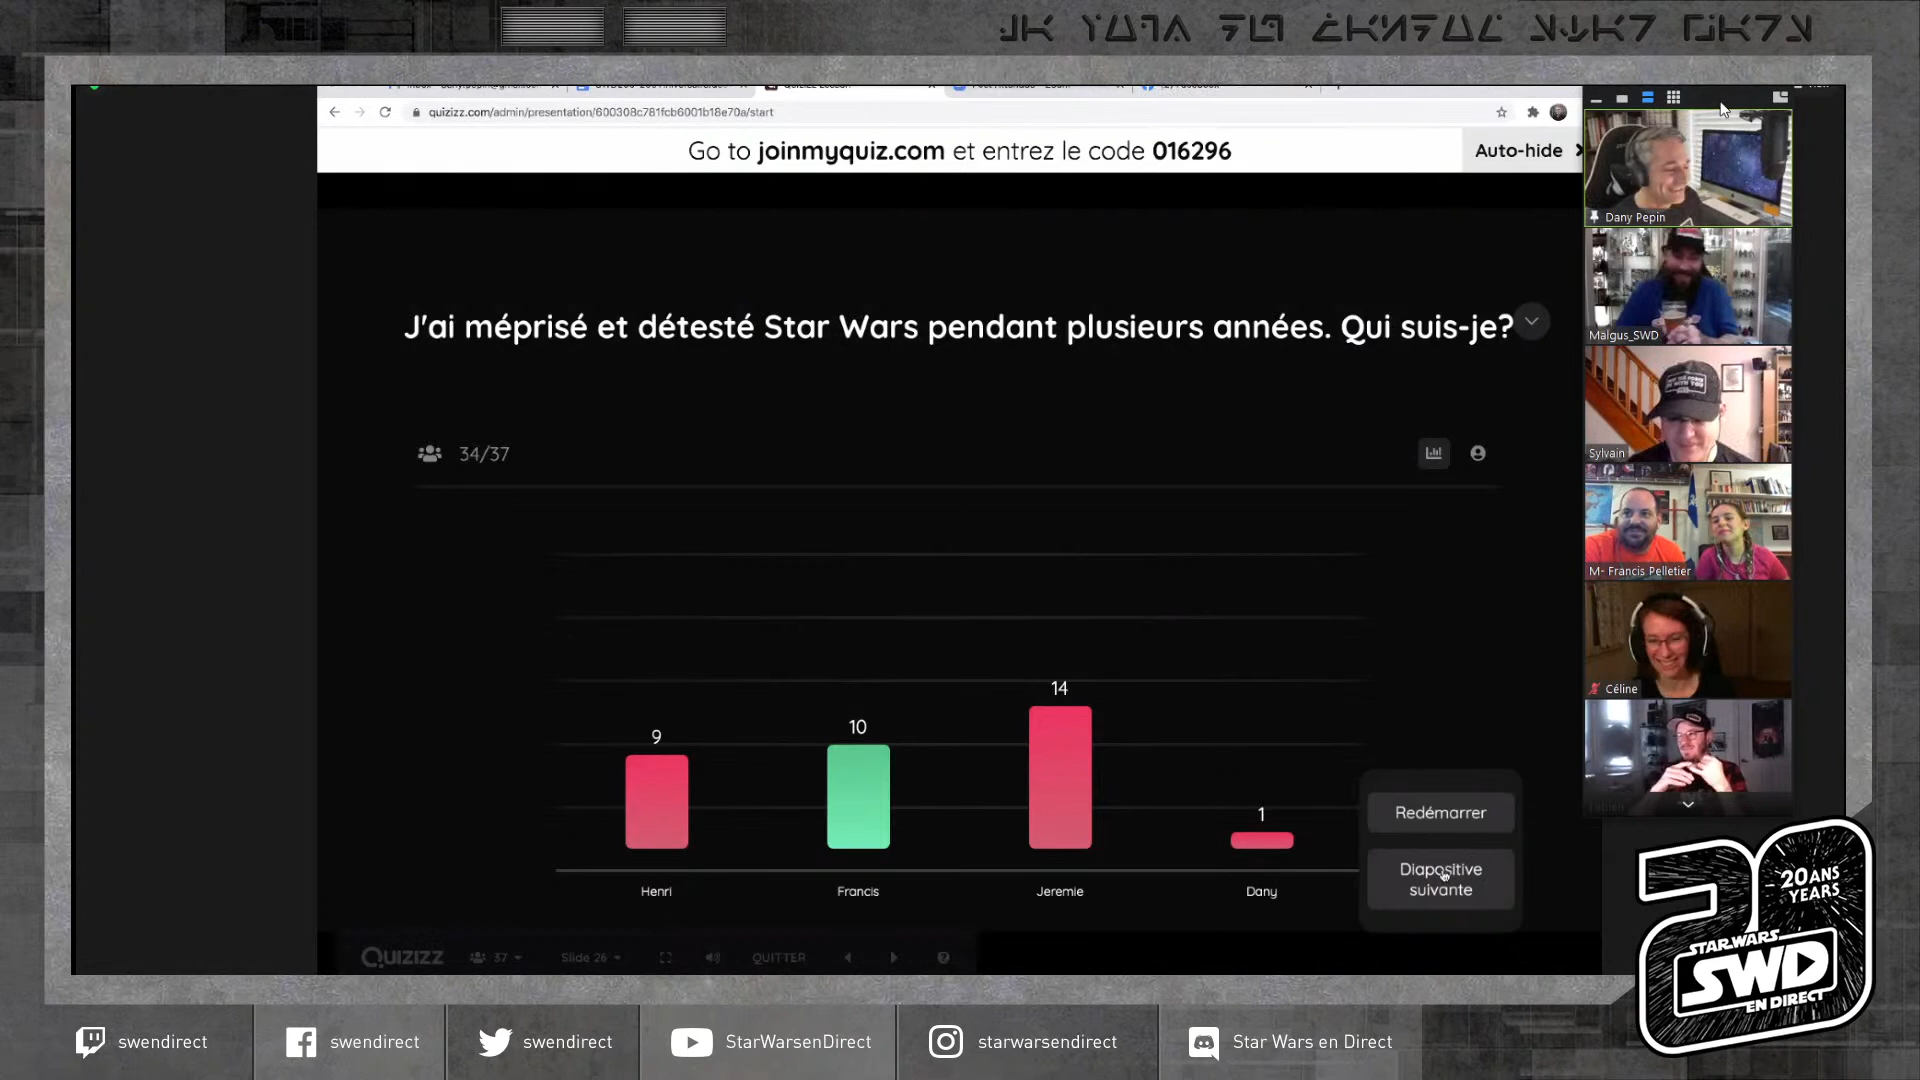 quizizz.com/admin/presentation/600308c781fcb6001b18e70a/start
Go to joinmyquiz.com et entrez le code 016296
Auto-hide
Dany Pepin
Malgus_SWD
J'ai méprisé et détesté Star Wars pendant plusieurs années. Qui suis-je?
34/37
Sylvain
M- Francis Pelletier
Céline
14
10
9
1
Henri
Francis
Jeremie
Dany
Redémarrer
Diapositive
suivante
QUIZIZZ
37
Slide 26
QUITTER
20 ANS
YEARS
STAR WARS
SWD
EN DIRECT
swendirect
swendirect
swendirect
StarWarsenDirect
starwarsendirect
Star Wars en Direct